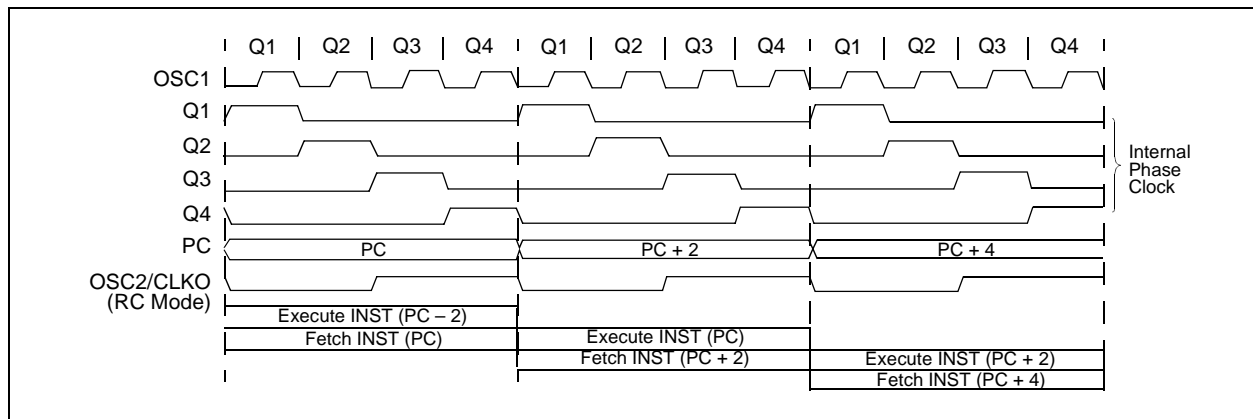 Q1 Q2 Q3 Q4 Q1 Q2 Q3 Q4 Q1 Q2 Q3 Q4
OSC1
Q1
Q2
Q3
Q4
Internal
Phase
Clock
PC
PC
PC + 2
PC + 4
OSC2/CLKO
(RC Mode)
Execute INST (PC – 2)
Fetch INST (PC)
Execute INST (PC)
Fetch INST (PC + 2)
Execute INST (PC + 2)
Fetch INST (PC + 4)